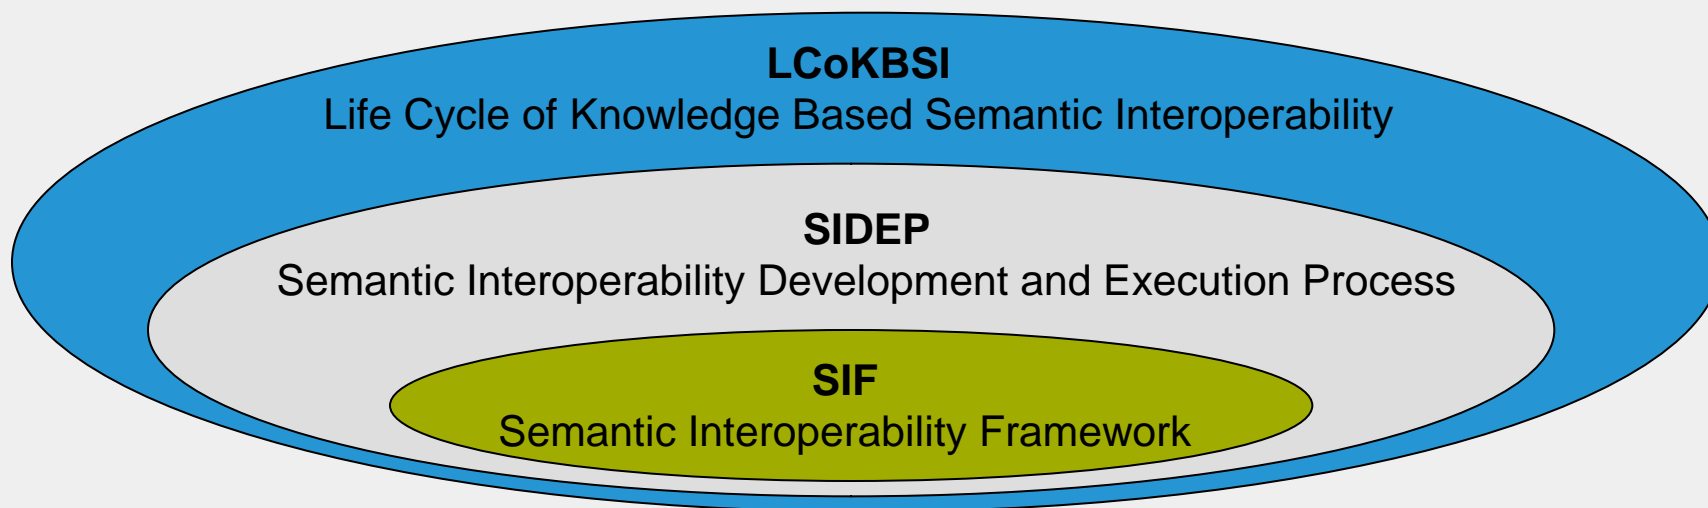 LCoKBSI
Life Cycle of Knowledge Based Semantic Interoperability
SIDEP
Semantic Interoperability Development and Execution Process
SIF
Semantic Interoperability Framework